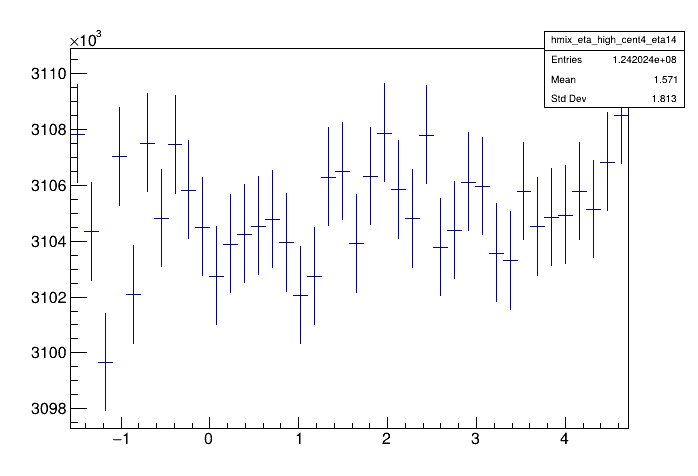 ×10³
hmix_eta_high_cent4_eta14
Entries 1.242024e+08
Mean 1.571
Std Dev 1.813
3110
3108
3106
3104
3102
3100
3098
−1 0 1 2 3 4